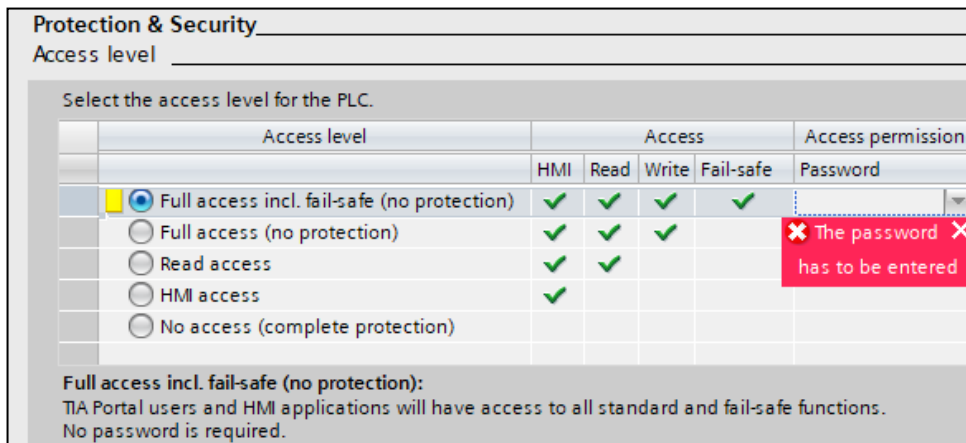 Protection & Security
Access level
Select the access level for the PLC.
Access level Access Access permission
HMI Read Write Fail-safe Password
Full access incl. fail-safe (no protection)
Full access (no protection)
The password
Read access
has to be entered
HMI access
No access (complete protection)
Full access incl. fail-safe (no protection):
TIA Portal users and HMI applications will have access to all standard and fail-safe functions.
No password is required.